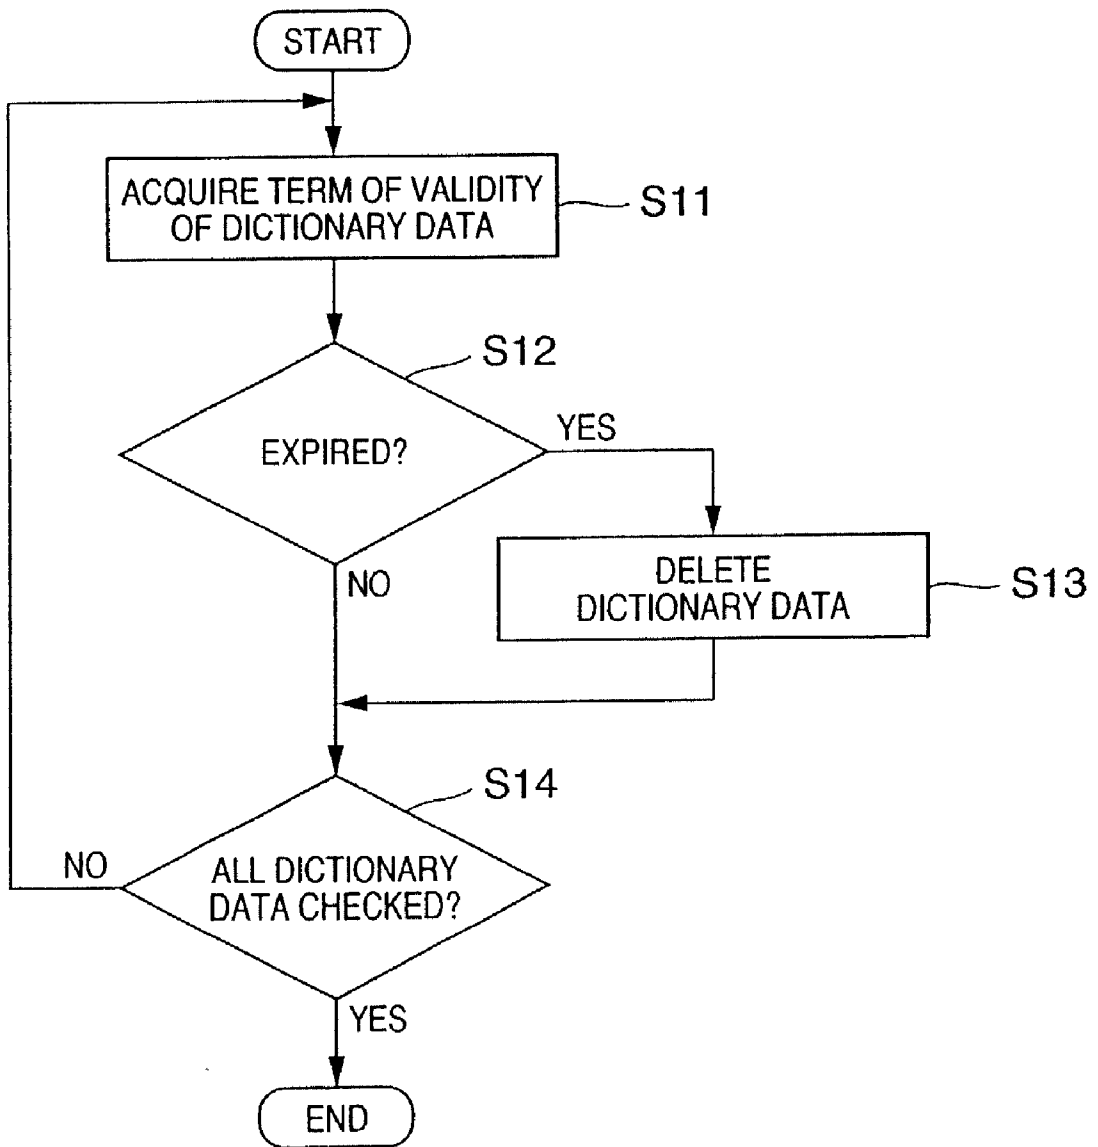 START
ACQUIRE TERM OF VALIDITY
OF DICTIONARY DATA
S11
S12
EXPIRED?
YES
NO
DELETE
DICTIONARY DATA
S13
S14
ALL DICTIONARY
DATA CHECKED?
NO
YES
END